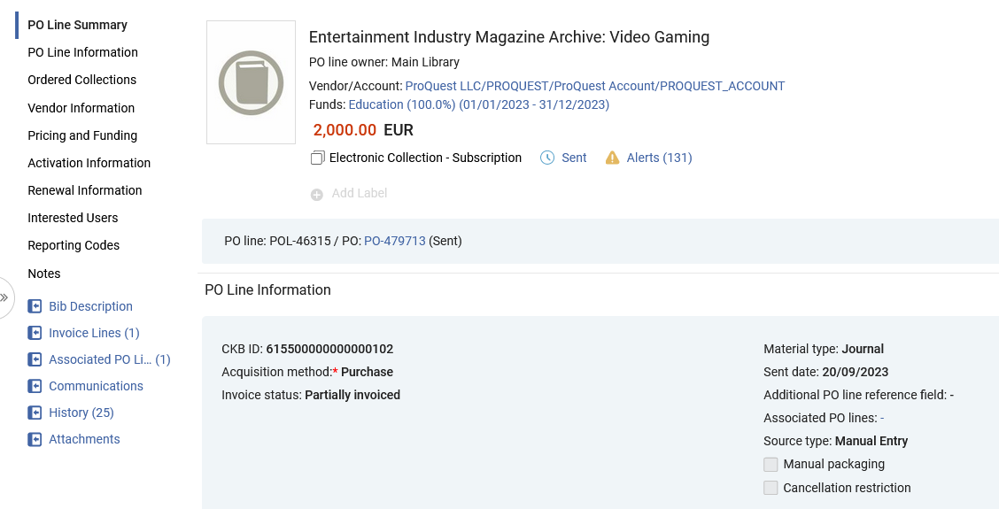 PO Line Summary
PO Line Information
Ordered Collections
Vendor Information
Pricing and Funding
Activation Information
Renewal Information
Interested Users
Reporting Codes
Notes
Bib Description
Invoice Lines (1)
Associated PO Li... (1)
Communications
History (25)
Attachments
Entertainment Industry Magazine Archive: Video Gaming
PO line owner: Main Library
Vendor/Account: ProQuest LLC/PROQUEST/ProQuest Account/PROQUEST_ACCOUNT
Funds: Education (100.0%) (01/01/2023 - 31/12/2023)
2,000.00 EUR
Electronic Collection - Subscription Sent Alerts (131)
Add Label
PO line: POL-46315 / PO: PO-479713 (Sent)
PO Line Information
CKB ID: 615500000000000102
Acquisition method:* Purchase
Invoice status: Partially invoiced
Material type: Journal
Sent date: 20/09/2023
Additional PO line reference field: -
Associated PO lines: -
Source type: Manual Entry
Manual packaging
Cancellation restriction